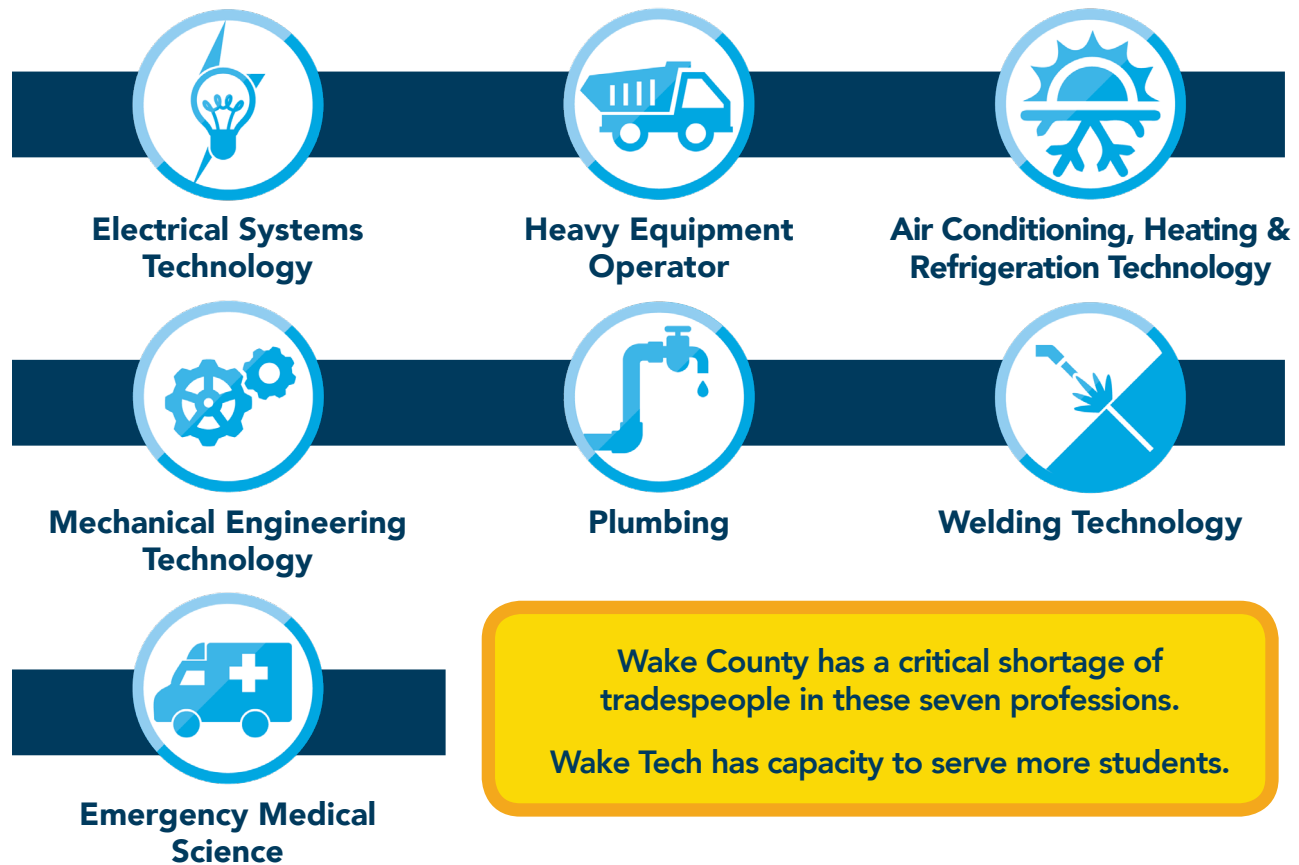 Electrical Systems
Technology
Heavy Equipment
Operator
Air Conditioning, Heating &
Refrigeration Technology
Mechanical Engineering
Technology
Plumbing
Welding Technology
Emergency Medical
Science
Wake County has a critical shortage of
tradespeople in these seven professions.
Wake Tech has capacity to serve more students.